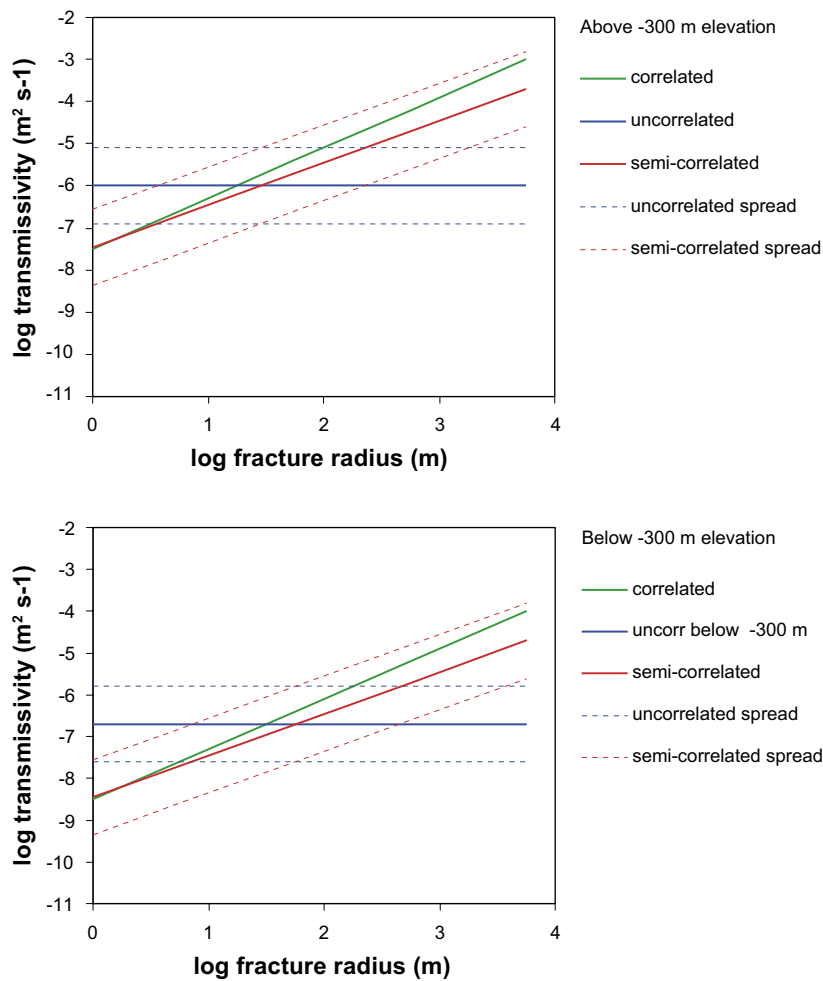 Above -300 m elevation
correlated
uncorrelated
semi-correlated
uncorrelated spread
semi-correlated spread
log transmissivity (m² s-1)
-2
-3
-4
-5
-6
-7
-8
-9
-10
-11
0 1 2 3 4
log fracture radius (m)
Below -300 m elevation
correlated
uncorr below -300 m
semi-correlated
uncorrelated spread
semi-correlated spread
log transmissivity (m² s-1)
-2
-3
-4
-5
-6
-7
-8
-9
-10
-11
0 1 2 3 4
log fracture radius (m)